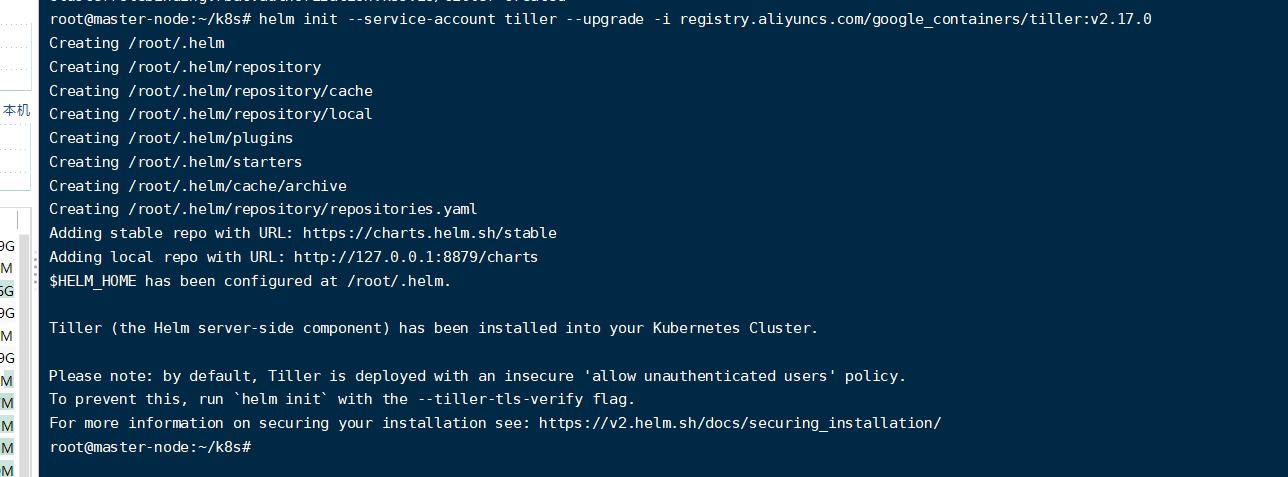 root@master-node:~/k8s# helm init --service-account tiller --upgrade -i registry.aliyuncs.com/google_containers/tiller:v2.17.0
Creating /root/.helm
Creating /root/.helm/repository
Creating /root/.helm/repository/cache
Creating /root/.helm/repository/local
Creating /root/.helm/plugins
Creating /root/.helm/starters
Creating /root/.helm/cache/archive
Creating /root/.helm/repository/repositories.yaml
Adding stable repo with URL: https://charts.helm.sh/stable
Adding local repo with URL: http://127.0.0.1:8879/charts
$HELM_HOME has been configured at /root/.helm.
Tiller (the Helm server-side component) has been installed into your Kubernetes Cluster.
Please note: by default, Tiller is deployed with an insecure 'allow unauthenticated users' policy.
To prevent this, run `helm init` with the --tiller-tls-verify flag.
For more information on securing your installation see: https://v2.helm.sh/docs/securing_installation/
root@master-node:~/k8s#
本机
9G
M
6G
9G
M
9G
M
M
M
M
M